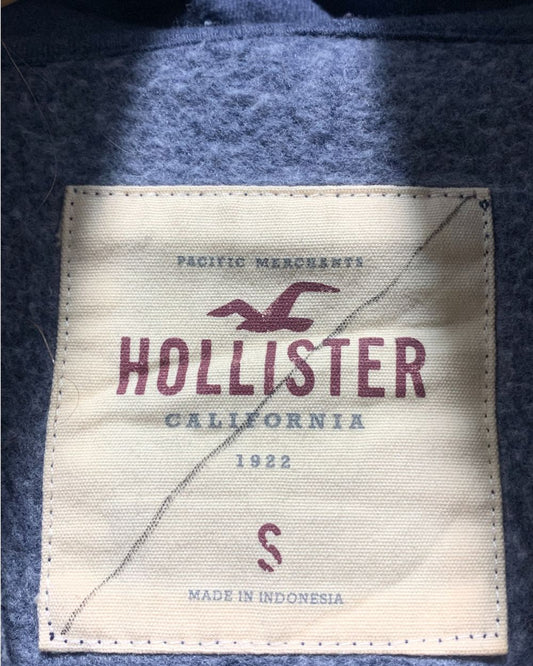 PACIFIC MERCHANTS
HOLLISTER
CALIFORNIA
1922
S
MADE IN INDONESIA